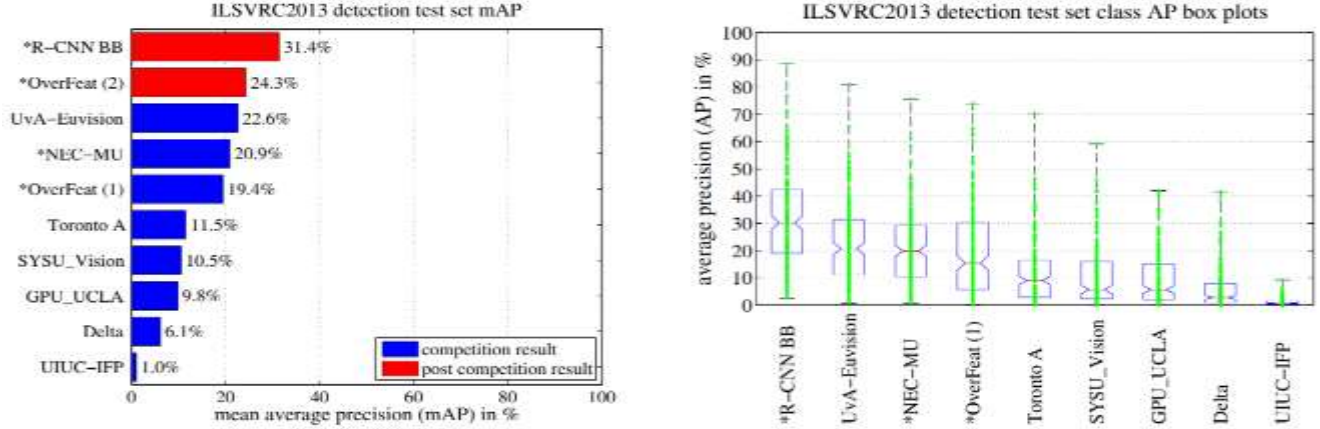 ILSVRC2013 detection test set mAP
*R−CNN BB
31.4%
*OverFeat (2)
24.3%
UvA−Euvision
22.6%
*NEC−MU
20.9%
*OverFeat (1)
19.4%
Toronto A
11.5%
SYSU_Vision
10.5%
GPU_UCLA
9.8%
Delta
6.1%
UIUC−IFP
1.0%
competition result
post competition result
0 20 40 60 80 100
mean average precision (mAP) in %
ILSVRC2013 detection test set class AP box plots
average precision (AP) in %
100
90
80
70
60
50
40
30
20
10
0
*R−CNN BB
UvA−Euvision
*NEC−MU
*OverFeat (1)
Toronto A
SYSU_Vision
GPU_UCLA
Delta
UIUC−IFP